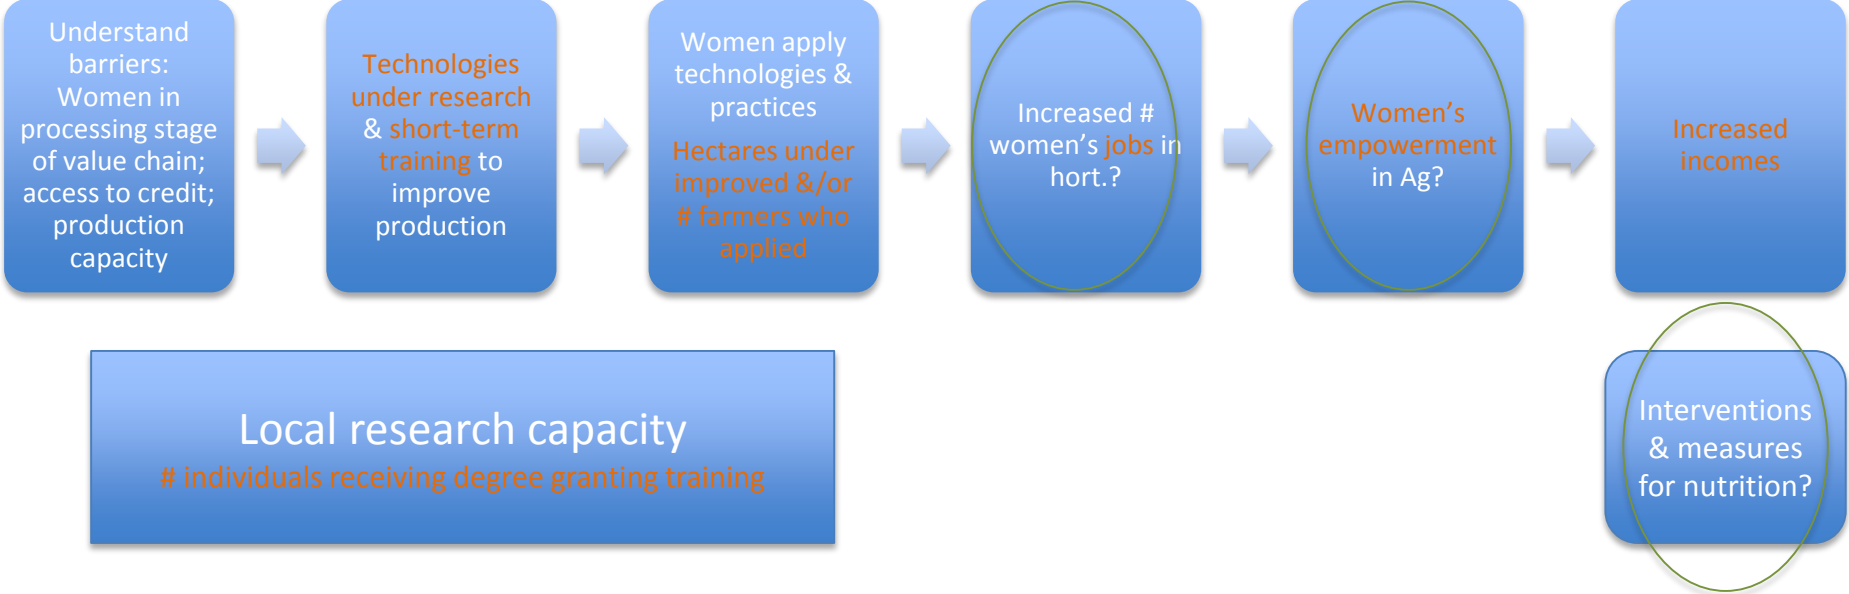 Understand
barriers:
Women in
processing stage
of value chain;
access to credit;
production
capacity
Technologies
under research
& short-term
training to
improve
production
Women apply
technologies &
practices
Hectares under
improved &/or
# farmers who
applied
Increased #
women's jobs in
hort.?
Women's
empowerment
in Ag?
Increased
incomes
Local research capacity
# individuals receiving degree granting training
Interventions
& measures
for nutrition?